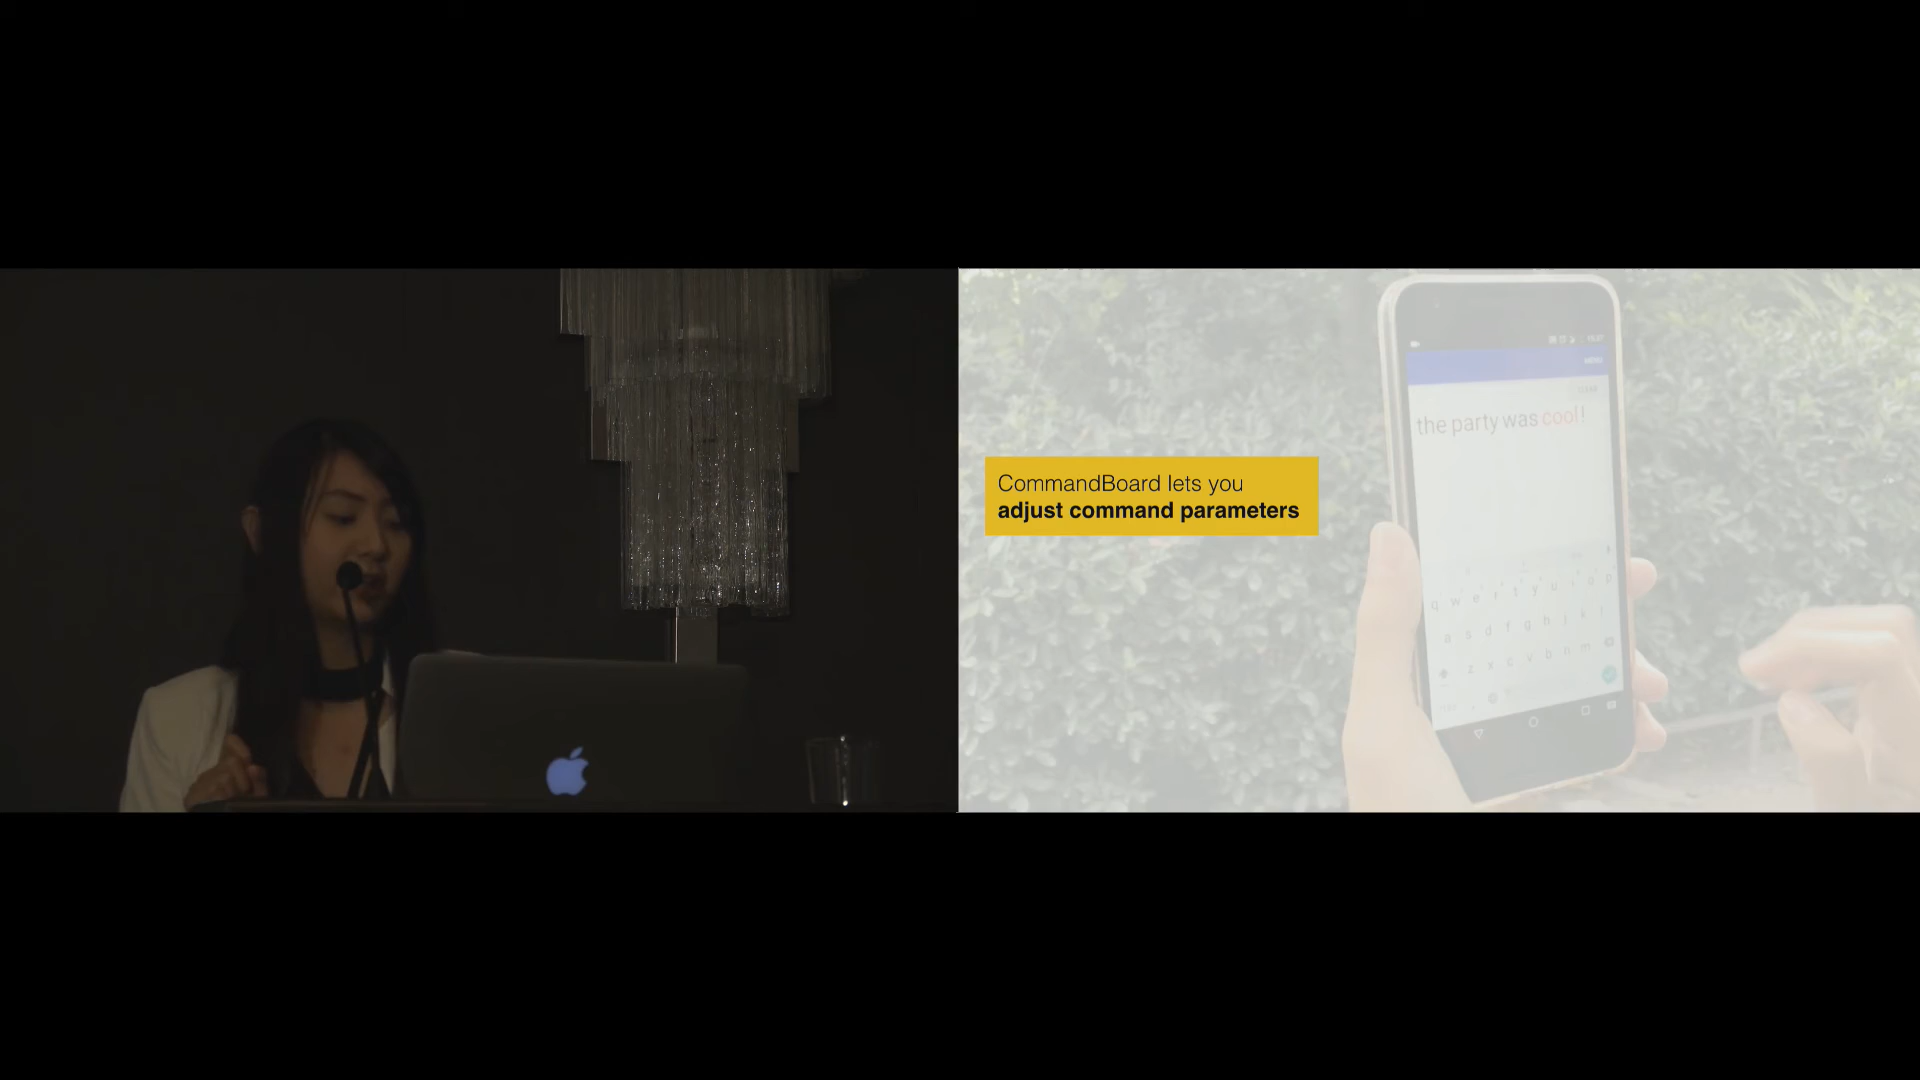 CommandBoard lets you
adjust command parameters
the party was cool!
q w e r t y u i o p
a s d f g h j k l
z x c v b n m